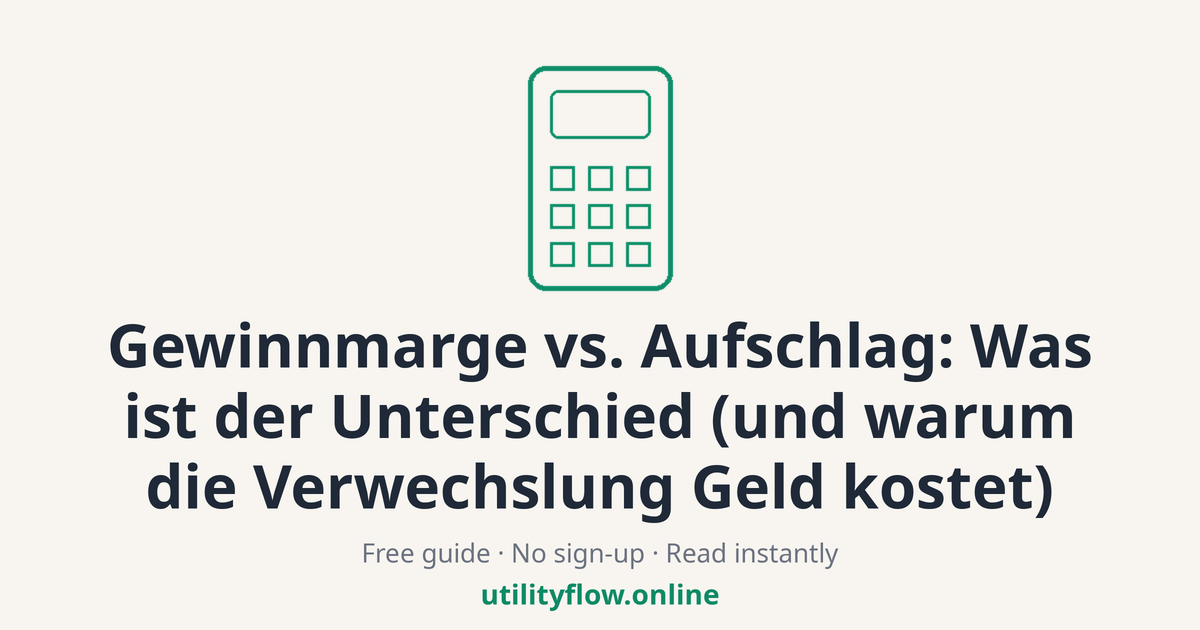 Gewinnmarge vs. Aufschlag: Was
ist der Unterschied (und warum
die Verwechslung Geld kostet)
Free guide · No sign-up · Read instantly
utilityflow.online